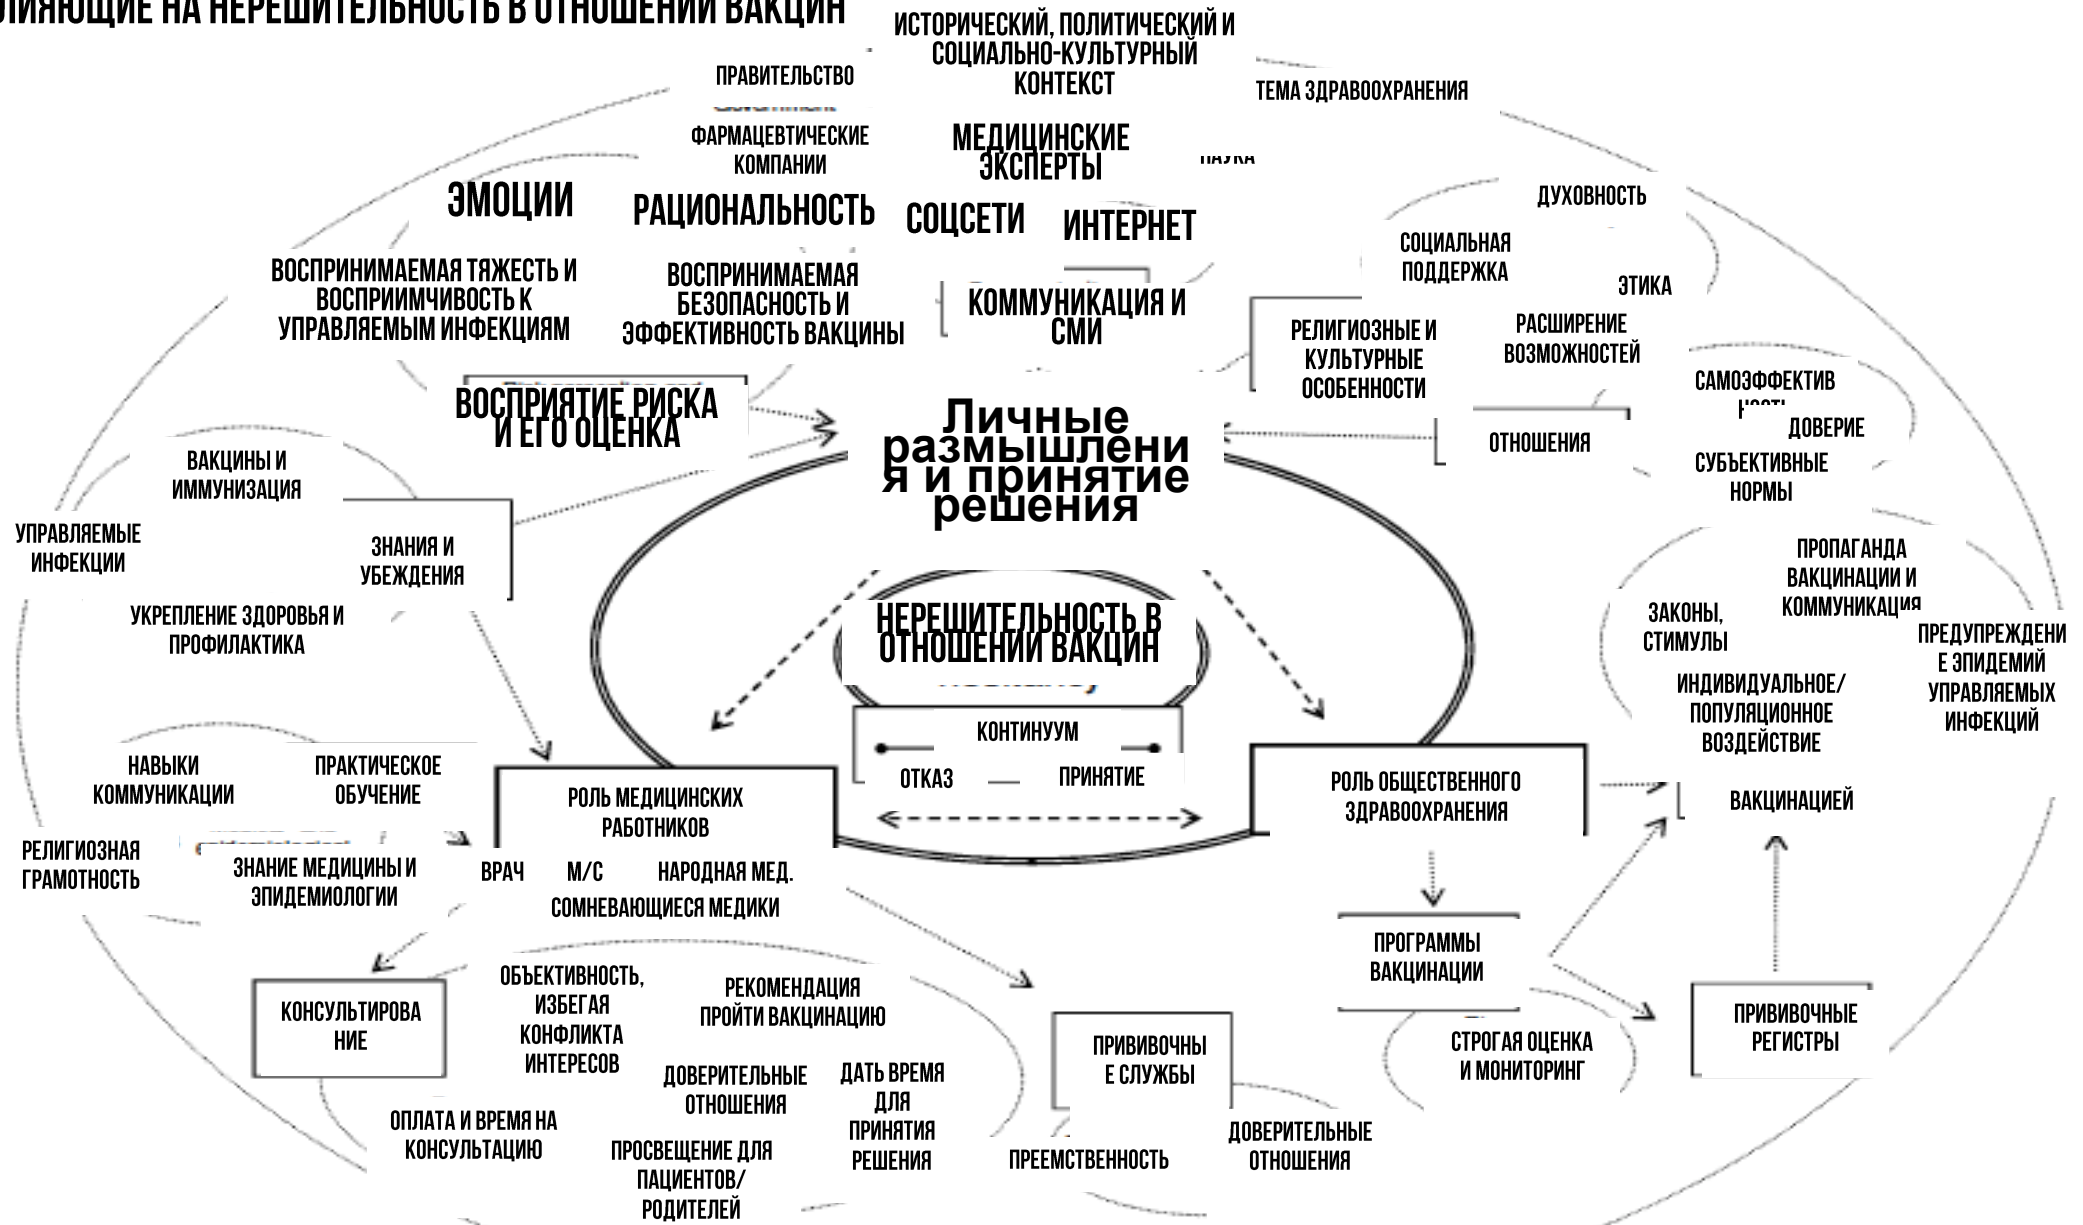 ЛИЯЮЩИЕ НА НЕРЕШИТЕЛЬНОСТЬ В ОТНОШЕНИИ ВАКЦИН
ИСТОРИЧЕСКИЙ, ПОЛИТИЧЕСКИЙ И
СОЦИАЛЬНО-КУЛЬТУРНЫЙ
КОНТЕКСТ
ПРАВИТЕЛЬСТВО
ТЕМА ЗДРАВООХРАНЕНИЯ
ФАРМАЦЕВТИЧЕСКИЕ
КОМПАНИИ
МЕДИЦИНСКИЕ
ЭКСПЕРТЫ
НАУКА
ЭМОЦИИ
РАЦИОНАЛЬНОСТЬ
СОЦСЕТИ
ИНТЕРНЕТ
ДУХОВНОСТЬ
СОЦИАЛЬНАЯ
ПОДДЕРЖКА
ЭТИКА
ВОСПРИНИМАЕМАЯ ТЯЖЕСТЬ И
ВОСПРИИМЧИВОСТЬ К
УПРАВЛЯЕМЫМ ИНФЕКЦИЯМ
ВОСПРИНИМАЕМАЯ
БЕЗОПАСНОСТЬ И
ЭФФЕКТИВНОСТЬ ВАКЦИНЫ
КОММУНИКАЦИЯ И
СМИ
РЕЛИГИОЗНЫЕ И
КУЛЬТУРНЫЕ
ОСОБЕННОСТИ
РАСШИРЕНИЕ
ВОЗМОЖНОСТЕЙ
САМОЭФФЕКТИВ
НОСТЬ
ДОВЕРИЕ
ВОСПРИЯТИЕ РИСКА
И ЕГО ОЦЕНКА
Личные
размышлени
я и принятие
решения
ОТНОШЕНИЯ
СУБЪЕКТИВНЫЕ
НОРМЫ
ВАКЦИНЫ И
ИММУНИЗАЦИЯ
УПРАВЛЯЕМЫЕ
ИНФЕКЦИИ
ЗНАНИЯ И
УБЕЖДЕНИЯ
УКРЕПЛЕНИЕ ЗДОРОВЬЯ И
ПРОФИЛАКТИКА
НЕРЕШИТЕЛЬНОСТЬ В
ОТНОШЕНИИ ВАКЦИН
ПРОПАГАНДА
ВАКЦИНАЦИИ И
КОММУНИКАЦИЯ
ЗАКОНЫ,
СТИМУЛЫ
ПРЕДУПРЕЖДЕНИ
Е ЭПИДЕМИЙ
УПРАВЛЯЕМЫХ
ИНФЕКЦИЙ
ИНДИВИДУАЛЬНОЕ/
ПОПУЛЯЦИОННОЕ
ВОЗДЕЙСТВИЕ
ВАКЦИНАЦИЕЙ
КОНТИНУУМ
ОТКАЗ
ПРИНЯТИЕ
НАВЫКИ
КОММУНИКАЦИИ
ПРАКТИЧЕСКОЕ
ОБУЧЕНИЕ
РОЛЬ МЕДИЦИНСКИХ
РАБОТНИКОВ
РОЛЬ ОБЩЕСТВЕННОГО
ЗДРАВООХРАНЕНИЯ
РЕЛИГИОЗНАЯ
ГРАМОТНОСТЬ
ЗНАНИЕ МЕДИЦИНЫ И
ЭПИДЕМИОЛОГИИ
ВРАЧ
М/С
НАРОДНАЯ МЕД.
СОМНЕВАЮЩИЕСЯ МЕДИКИ
ПРОГРАММЫ
ВАКЦИНАЦИИ
КОНСУЛЬТИРОВА
НИЕ
ОБЪЕКТИВНОСТЬ,
ИЗБЕГАЯ
КОНФЛИКТА
ИНТЕРЕСОВ
РЕКОМЕНДАЦИЯ
ПРОЙТИ ВАКЦИНАЦИЮ
ПРИВИВОЧНЫ
Е СЛУЖБЫ
СТРОГАЯ ОЦЕНКА
И МОНИТОРИНГ
ПРИВИВОЧНЫЕ
РЕГИСТРЫ
ДОВЕРИТЕЛЬНЫЕ
ОТНОШЕНИЯ
ДАТЬ ВРЕМЯ
ДЛЯ
ПРИНЯТИЯ
РЕШЕНИЯ
ОПЛАТА И ВРЕМЯ НА
КОНСУЛЬТАЦИЮ
ПРОСВЕЩЕНИЕ ДЛЯ
ПАЦИЕНТОВ/
РОДИТЕЛЕЙ
ПРЕЕМСТВЕННОСТЬ
ДОВЕРИТЕЛЬНЫЕ
ОТНОШЕНИЯ